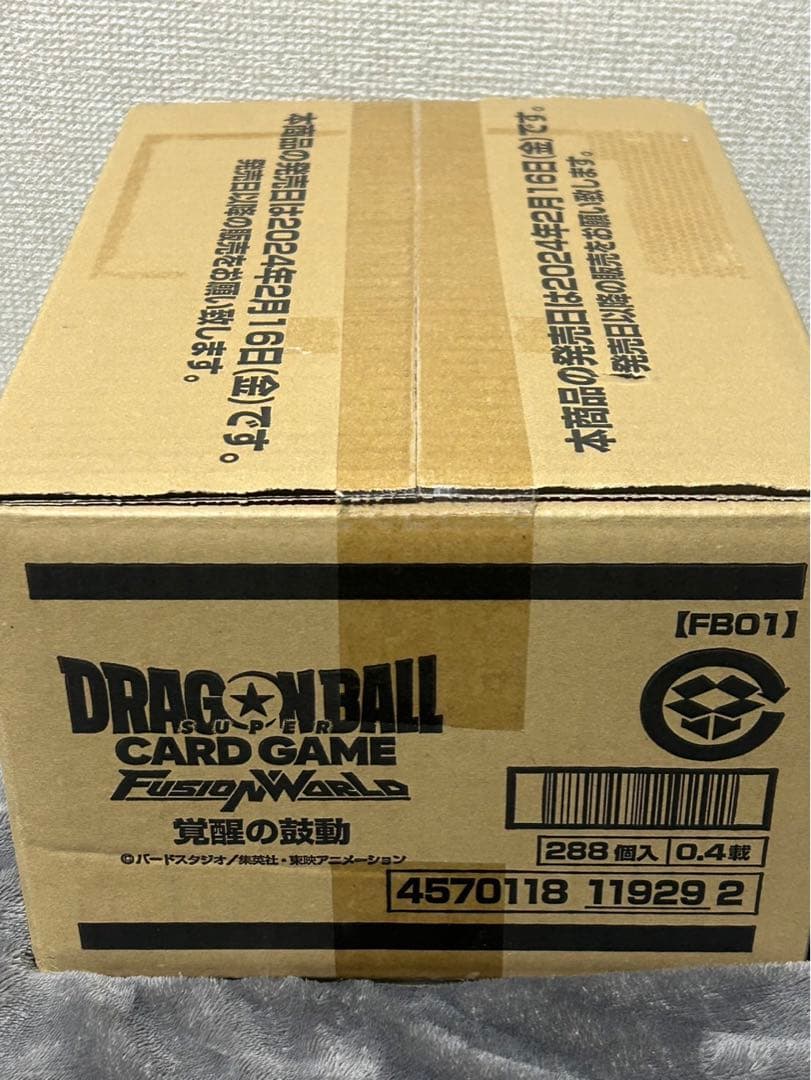 本商品の発売日は2024年2月16日(金)です。
発売日以降の販売をお願い致します。
本商品の発売日は2024年2月16日(金)です。
発売日以降の販売をお願い致します。
【FB01】
DRAGON BALL
SUPER
CARD GAME
FUSION WORLD
覚醒の鼓動
©バードスタジオ/集英社・東映アニメーション
288個入 0.4載
4570118 11929 2